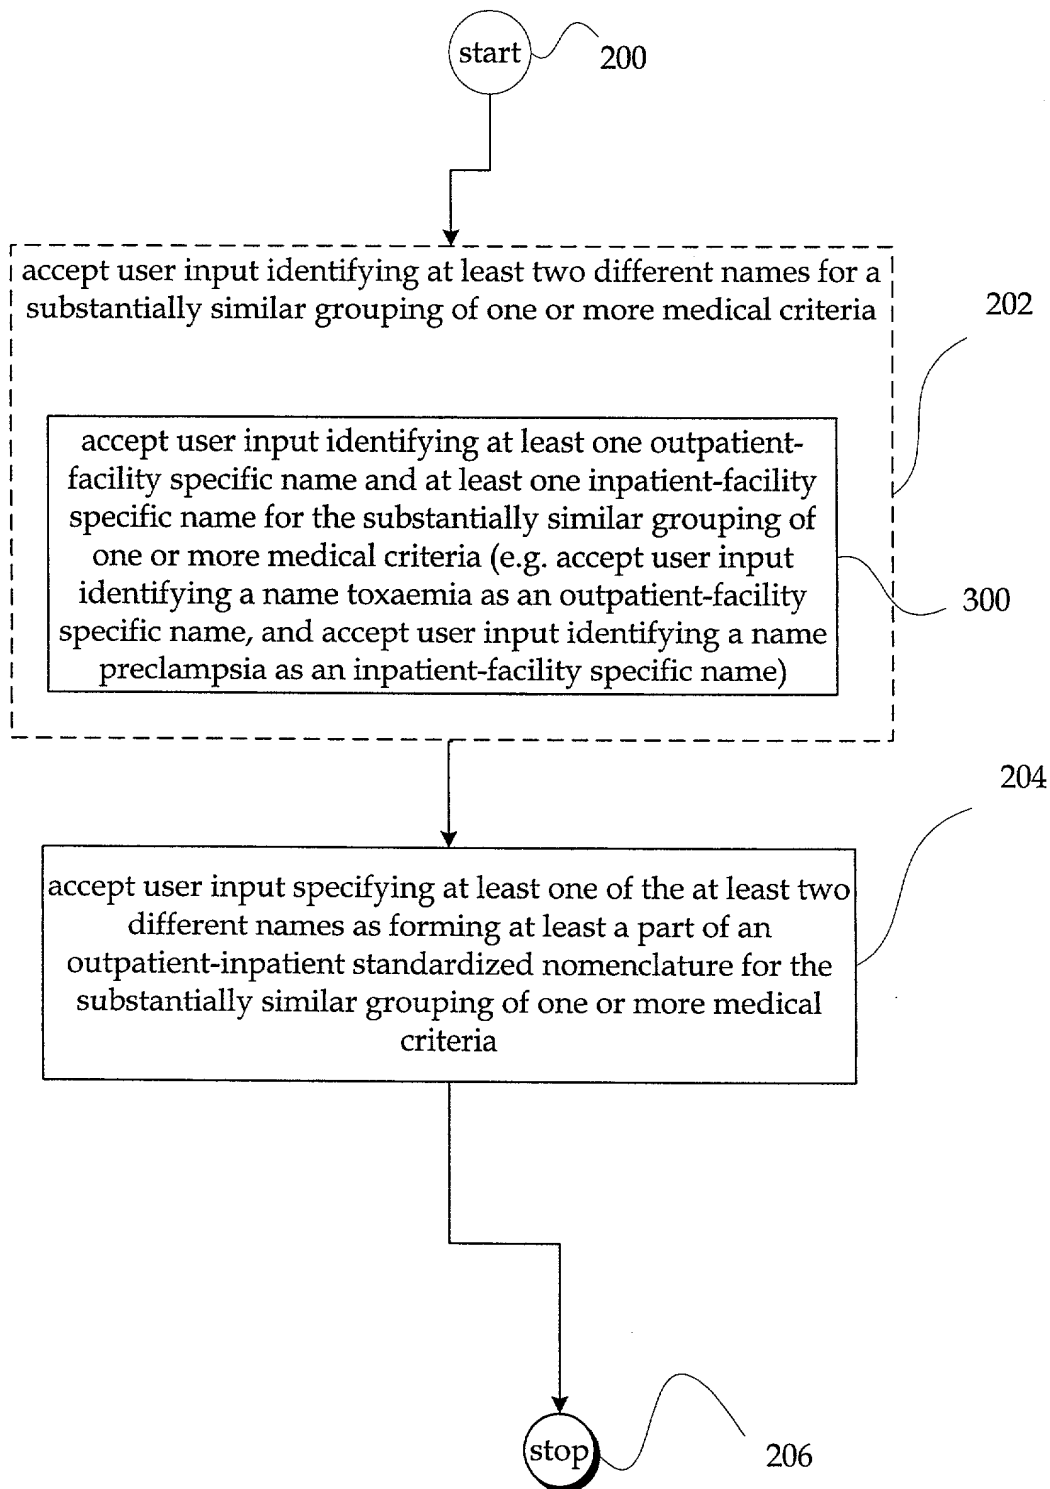 start
200
accept user input identifying at least two different names for a
substantially similar grouping of one or more medical criteria
202
accept user input identifying at least one outpatient-
facility specific name and at least one inpatient-facility
specific name for the substantially similar grouping of
one or more medical criteria (e.g. accept user input
identifying a name toxaemia as an outpatient-facility
specific name, and accept user input identifying a name
preclampsia as an inpatient-facility specific name)
300
204
accept user input specifying at least one of the at least two
different names as forming at least a part of an
outpatient-inpatient standardized nomenclature for the
substantially similar grouping of one or more medical
criteria
stop
206